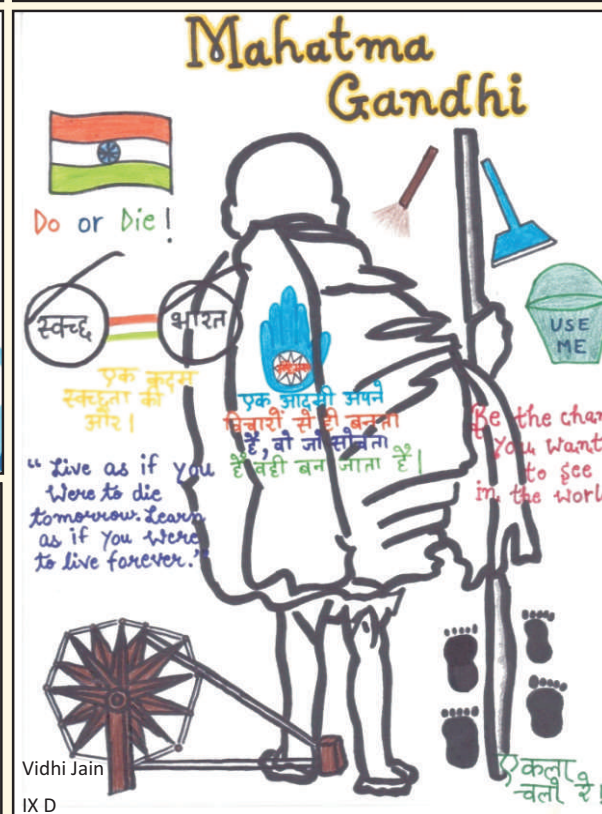 Mahatma
Gandhi
Do or Die!
स्वच्छ
भारत
एक कदम
स्वच्छता की
ओर।
एक आदमी अपने
विचारों से ही बनता
है, वो जो सोचता
है वही बन जाता है।
USE
ME
Be the chan
You want
to see
in the worl
"Live as if you
were to die
tomorrow. Learn
as if you were
to live forever."
एकला
चलो रे!
Vidhi Jain
IX D